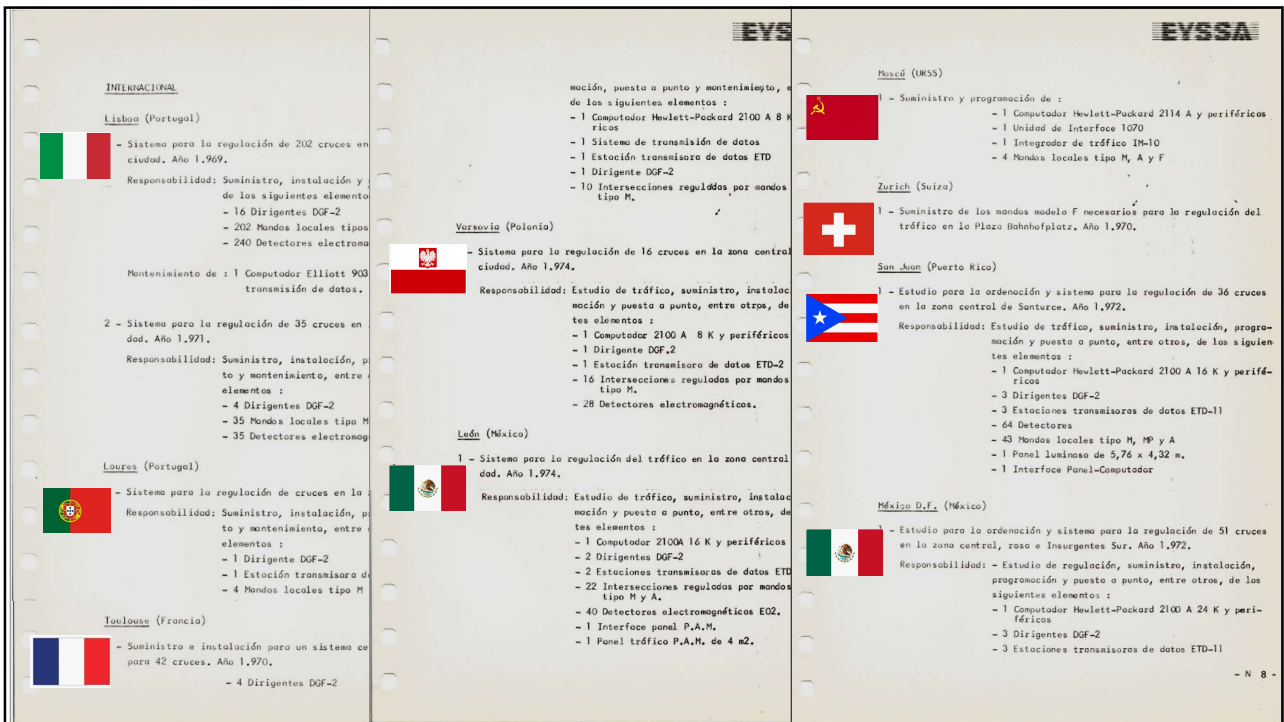 INTERNACIONAL
Lisboa (Portugal)
- Sistema para la regulación de 202 cruces en
ciudad. Año 1.969.
Responsabilidad: Suministro, instalación y
de los siguientes elemento
- 16 Dirigentes DGF-2
- 202 Mandos locales tipos
- 240 Detectores electroma
Mantenimiento de : 1 Computador Elliott 903
transmisión de datos.
2 - Sistema para la regulación de 35 cruces en
dad. Año 1.971.
Responsabilidad: Suministro, instalación, p
to y mantenimiento, entre
elementos :
- 4 Dirigentes DGF-2
- 35 Mandos locales tipo M
- 35 Detectores electromag
Loures (Portugal)
- Sistema para la regulación de cruces en la
Responsabilidad: Suministro, instalación, p
to y mantenimiento, entre
elementos :
- 1 Dirigente DGF-2
- 1 Estación transmisora d
- 4 Mandos locales tipo M
Toulouse (Francia)
- Suministro e instalación para un sistema ce
para 42 cruces. Año 1.970.
- 4 Dirigentes DGF-2
EYS
mación, puesta a punto y mantenimiento, e
de los siguientes elementos :
- 1 Computador Hewlett-Packard 2100 A 8 K
ricos
- 1 Sistema de transmisión de datos
- 1 Estación transmisora de datos ETD
- 1 Dirigente DGF-2
- 10 Intersecciones reguladas por mandos
tipo M.
Varsovia (Polonia)
- Sistema para la regulación de 16 cruces en la zona central
ciudad. Año 1.974.
Responsabilidad: Estudio de tráfico, suministro, instalac
mación y puesta a punto, entre otros, de
tes elementos :
- 1 Computador 2100 A 8 K y periféricos
- 1 Dirigente DGF.2
- 1 Estación transmisora de datos ETD-2
- 16 Intersecciones reguladas por mandos
tipo M.
- 28 Detectores electromagnéticos.
León (México)
1 - Sistema para la regulación del tráfico en la zona central
dad. Año 1.974.
Responsabilidad: Estudio de tráfico, suministro, instalac
mación y puesta a punto, entre otros, de
tes elementos :
- 1 Computador 2100A 16 K y periféricos
- 2 Dirigentes DGF-2
- 2 Estaciones transmisoras de datos ETD
- 22 Intersecciones reguladas por mandos
tipo M y A.
- 40 Detectores electromagnéticos E02.
- 1 Interface panel P.A.M.
- 1 Panel tráfico P.A.M. de 4 m2.
EYSSA
Moscú (URSS)
1 - Suministro y programación de :
- 1 Computador Hewlett-Packard 2114 A y periféricos
- 1 Unidad de Interface 1070
- 1 Integrador de tráfico IM-10
- 4 Mandos locales tipo M, A y F
Zurich (Suiza)
1 - Suministro de los mandos modelo F necesarios para la regulación del
tráfico en la Plaza Bahnhofplatz. Año 1.970.
San Juan (Puerto Rico)
1 - Estudio para la ordenación y sistema para la regulación de 36 cruces
en la zona central de Santurce. Año 1.972.
Responsabilidad: Estudio de tráfico, suministro, instalación, progra-
mación y puesta a punto, entre otros, de los siguien
tes elementos :
- 1 Computador Hewlett-Packard 2100 A 16 K y perifé-
ricos
- 3 Dirigentes DGF-2
- 3 Estaciones transmisoras de datos ETD-11
- 64 Detectores
- 43 Mandos locales tipo M, MP y A
- 1 Panel luminoso de 5,76 x 4,32 m.
- 1 Interface Panel-Computador
México D.F. (México)
- Estudio para la ordenación y sistema para la regulación de 51 cruces
en la zona central, rosa e Insurgentes Sur. Año 1.972.
Responsabilidad: - Estudio de regulación, suministro, instalación,
programación y puesta a punto, entre otros, de los
siguientes elementos :
- 1 Computador Hewlett-Packard 2100 A 24 K y peri-
féricos
- 3 Dirigentes DGF-2
- 3 Estaciones transmisoras de datos ETD-11
- N 8 -